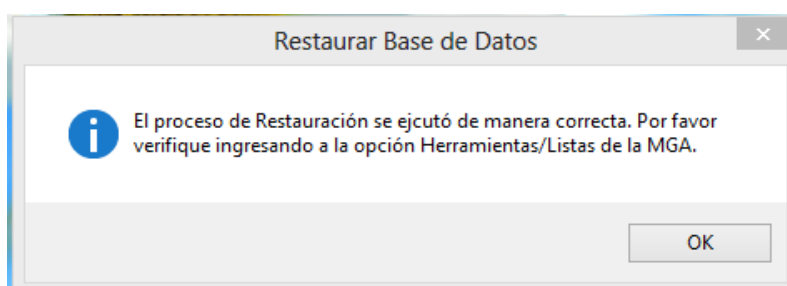 Restaurar Base de Datos
El proceso de Restauración se ejcutó de manera correcta. Por favor
verifique ingresando a la opción Herramientas/Listas de la MGA.
OK